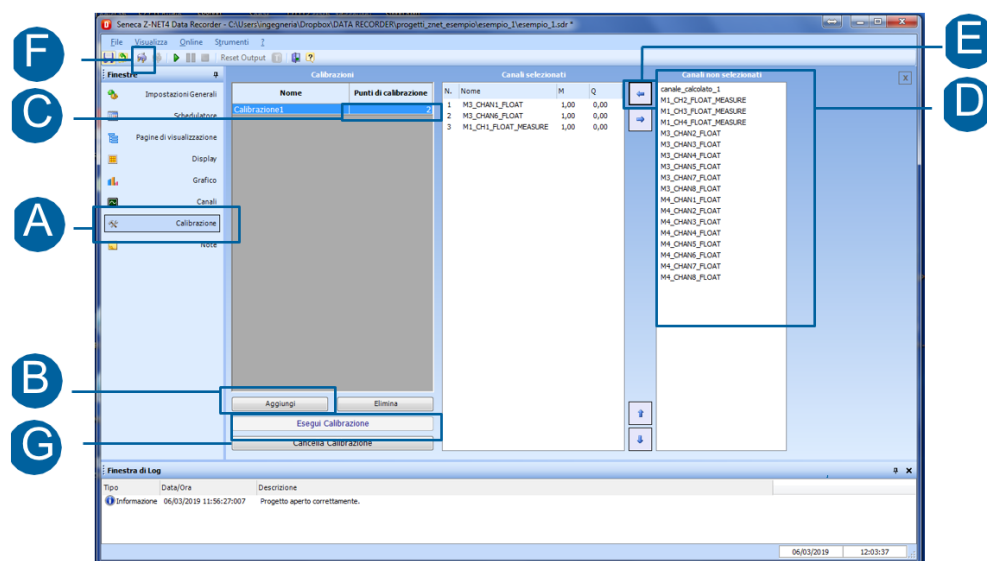 Seneca Z-NET4 Data Recorder - C:\Users\ingegneria\Dropbox\DATA RECORDER\progetti_znet_esempio\esempio_1\esempio_1.sdr *
File Visualizza Online Strumenti ?
Reset Output
F
E
C
D
A
B
G
Finestre
Impostazioni Generali
Schedulatore
Pagine di visualizzazione
Display
Grafico
Canali
Calibrazione
Note
Calibrazioni
Nome Punti di calibrazione
Calibrazione1 2
Aggiungi Elimina
Esegui Calibrazione
Cancella Calibrazione
Canali selezionati
N. Nome M Q
1 M3_CHAN1_FLOAT 1,00 0,00
2 M3_CHAN6_FLOAT 1,00 0,00
3 M1_CH1_FLOAT_MEASURE 1,00 0,00
Canali non selezionati
canale_calcolato_1
M1_CH2_FLOAT_MEASURE
M1_CH3_FLOAT_MEASURE
M1_CH4_FLOAT_MEASURE
M3_CHAN2_FLOAT
M3_CHAN3_FLOAT
M3_CHAN4_FLOAT
M3_CHAN5_FLOAT
M3_CHAN7_FLOAT
M3_CHAN8_FLOAT
M4_CHAN1_FLOAT
M4_CHAN2_FLOAT
M4_CHAN3_FLOAT
M4_CHAN4_FLOAT
M4_CHAN5_FLOAT
M4_CHAN6_FLOAT
M4_CHAN7_FLOAT
M4_CHAN8_FLOAT
Finestra di Log
Tipo Data/Ora Descrizione
Informazione 06/03/2019 11:56:27:007 Progetto aperto correttamente.
06/03/2019 12:03:37